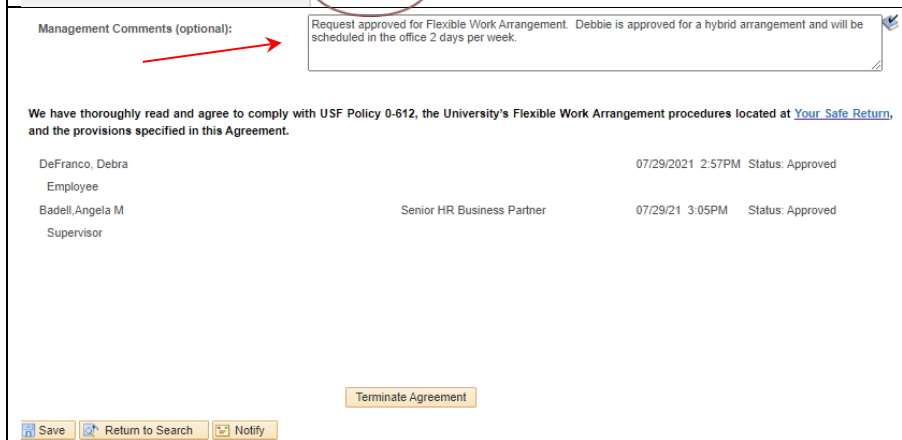 Management Comments (optional):
Request approved for Flexible Work Arrangement.  Debbie is approved for a hybrid arrangement and will be
scheduled in the office 2 days per week.
We have thoroughly read and agree to comply with USF Policy 0-612, the University's Flexible Work Arrangement procedures located at Your Safe Return,
and the provisions specified in this Agreement.
DeFranco, Debra 07/29/2021 2:57PM Status: Approved
Employee
Badell,Angela M Senior HR Business Partner 07/29/21 3:05PM Status: Approved
Supervisor
Terminate Agreement
Save Return to Search Notify